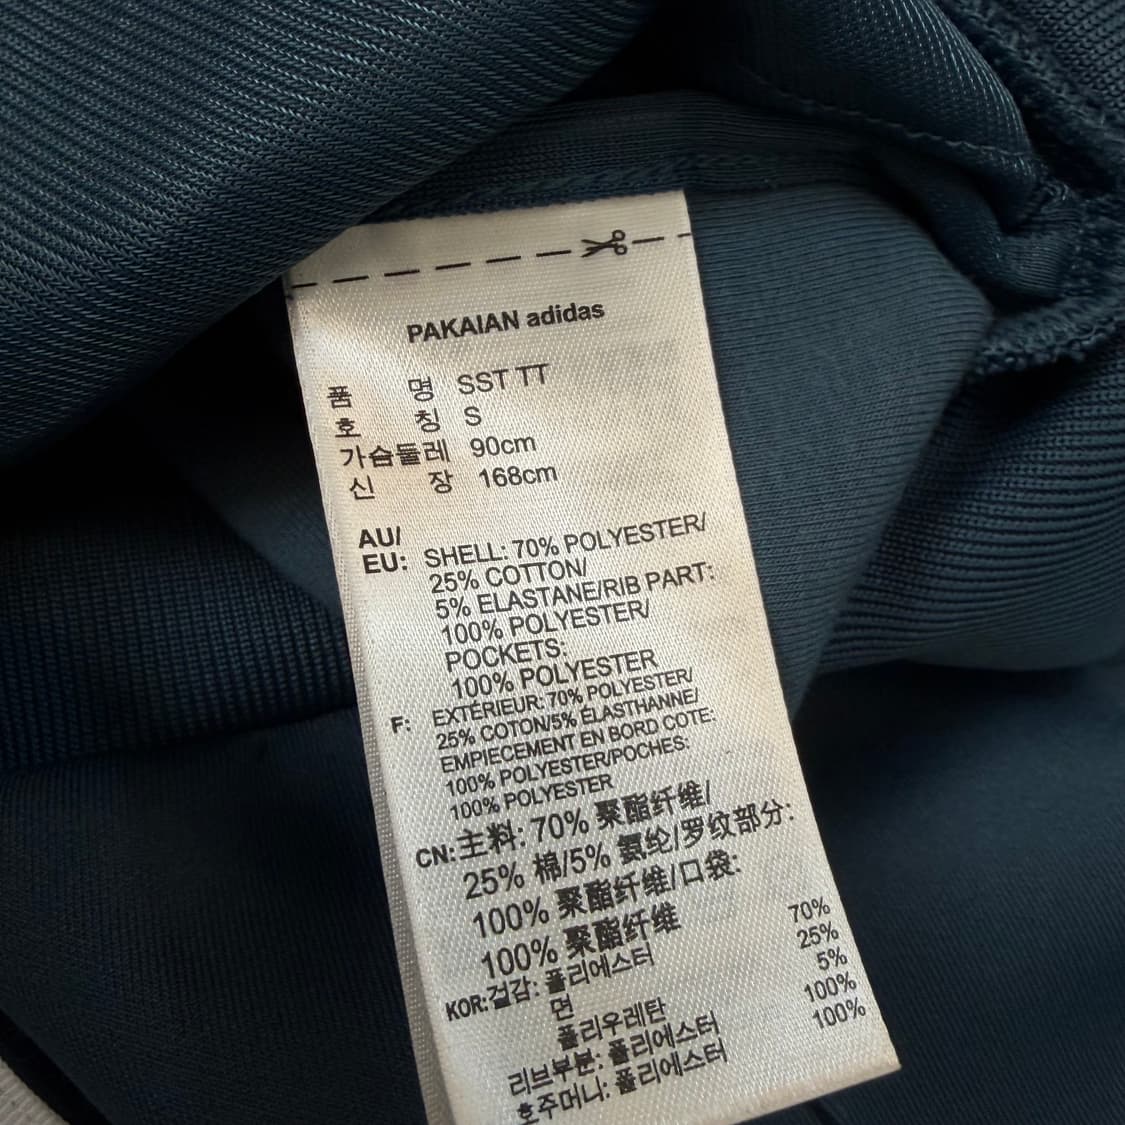 PAKAIAN adidas
품 명 SST TT
호 칭 S
가슴둘레 90cm
신 장 168cm
AU/
EU: SHELL: 70% POLYESTER/
25% COTTON/
5% ELASTANE/RIB PART:
100% POLYESTER/
POCKETS:
100% POLYESTER
F: EXTÉRIEUR: 70% POLYESTER/
25% COTON/5% ÉLASTHANNE/
EMPIECEMENT EN BORD COTE:
100% POLYESTER/POCHES:
100% POLYESTER
CN:主料: 70% 聚酯纤维/
25% 棉/5% 氨纶/罗纹部分:
100% 聚酯纤维/口袋:
100% 聚酯纤维
KOR:겉감: 폴리에스터 70%
면 25%
폴리우레탄 5%
리브부분: 폴리에스터 100%
호주머니: 폴리에스터 100%